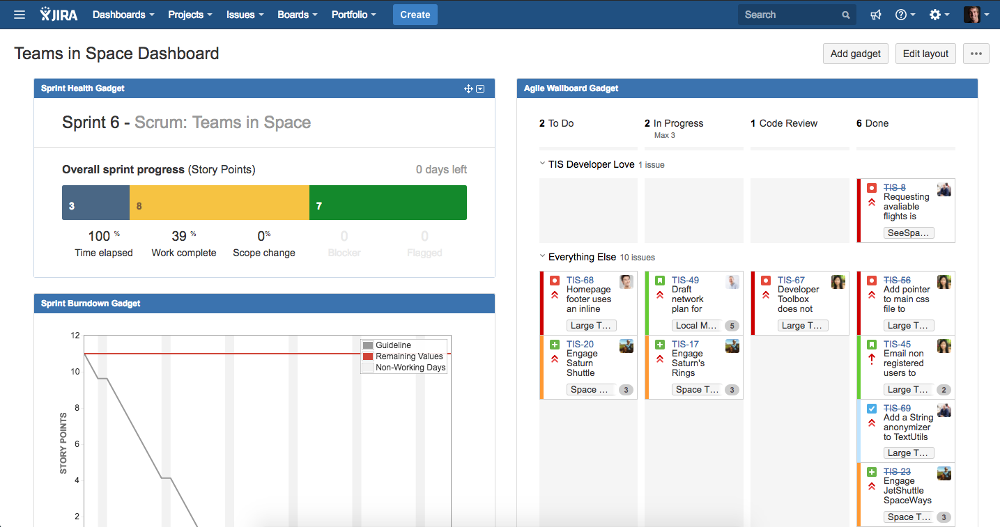 JIRA Dashboards Projects Issues Boards Portfolio Create Search
Teams in Space Dashboard
Add gadget Edit layout
Sprint Health Gadget
Sprint 6 - Scrum: Teams in Space
Overall sprint progress (Story Points) 0 days left
3 8 7
100 % 39 % 0% 0 0
Time elapsed Work complete Scope change Blocker Flagged
Sprint Burndown Gadget
12
10
8
6
4
2
STORY POINTS
Guideline
Remaining Values
Non-Working Days
Agile Wallboard Gadget
2 To Do
2 In Progress
Max 3
1 Code Review
6 Done
TIS Developer Love 1 issue
TIS-8
Requesting
avaliable
flights is
SeeSpa...
Everything Else 10 issues
TIS-68
Homepage
footer uses
an inline
Large T...
TIS-20
Engage
Saturn
Shuttle
Space ... 3
TIS-49
Draft
network
plan for
Local M... 5
TIS-17
Engage
Saturn's
Rings
Space T... 3
TIS-67
Developer
Toolbox
does not
Large T...
TIS-56
Add pointer
to main css
file to
Large T...
TIS-45
Email non
registered
users to
Large T... 2
TIS-69
Add a String
anonymizer
to TextUtils
Large T...
TIS-23
Engage
JetShuttle
SpaceWays
Space T... 3